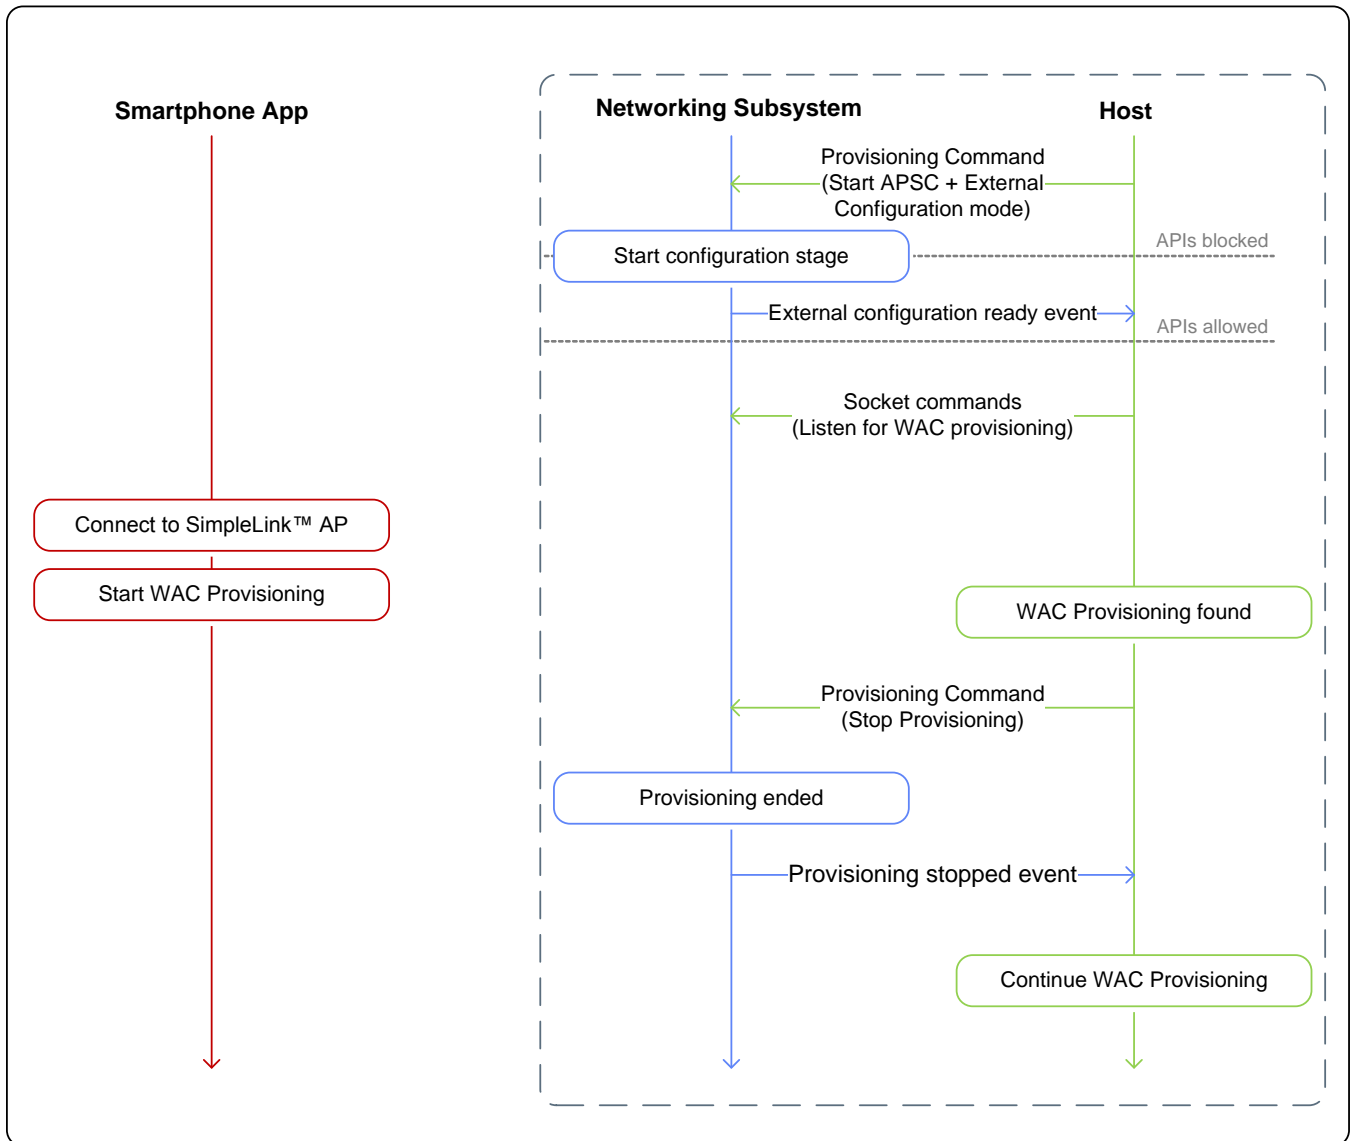 Smartphone App
Networking Subsystem
Host
Provisioning Command
(Start APSC + External
Configuration mode)
APIs blocked
Start configuration stage
External configuration ready event
APIs allowed
Socket commands
(Listen for WAC provisioning)
Connect to SimpleLink™ AP
Start WAC Provisioning
WAC Provisioning found
Provisioning Command
(Stop Provisioning)
Provisioning ended
Provisioning stopped event
Continue WAC Provisioning